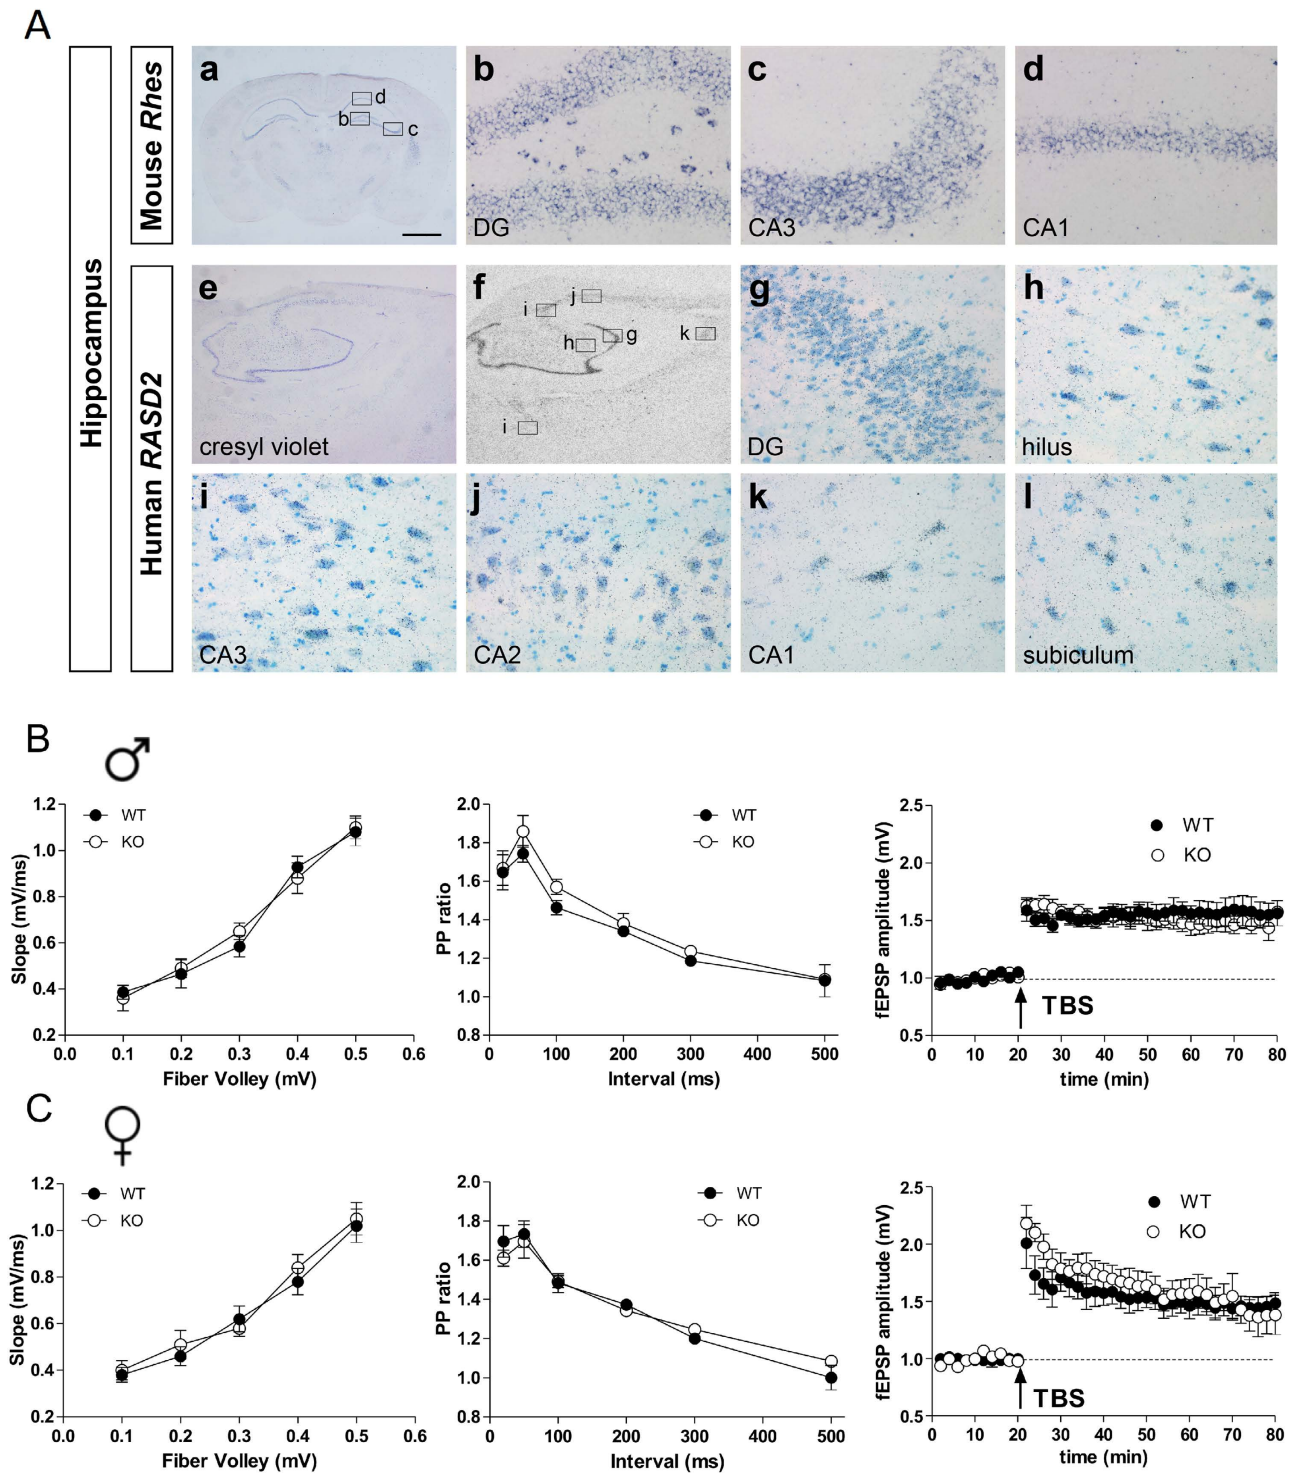 A
Hippocampus
Mouse Rhes
a
d
b
c
b
DG
c
CA3
d
CA1
Human RASD2
e
cresyl violet
f
j
i
g
h
k
i
g
DG
h
hilus
i
CA3
j
CA2
k
CA1
l
subiculum
B
♂
Slope (mV/ms)
1.2
1.0
0.8
0.6
0.4
0.2
WT
KO
0.0 0.1 0.2 0.3 0.4 0.5 0.6
Fiber Volley (mV)
PP ratio
2.0
1.8
1.6
1.4
1.2
1.0
0.8
WT
KO
0 100 200 300 400 500
Interval (ms)
fEPSP amplitude (mV)
2.5
2.0
1.5
1.0
0.5
WT
KO
TBS
0 10 20 30 40 50 60 70 80
time (min)
C
♀
Slope (mV/ms)
1.2
1.0
0.8
0.6
0.4
0.2
WT
KO
0.0 0.1 0.2 0.3 0.4 0.5 0.6
Fiber Volley (mV)
PP ratio
2.0
1.8
1.6
1.4
1.2
1.0
0.8
WT
KO
0 100 200 300 400 500
Interval (ms)
fEPSP amplitude (mV)
2.5
2.0
1.5
1.0
0.5
WT
KO
TBS
0 10 20 30 40 50 60 70 80
time (min)